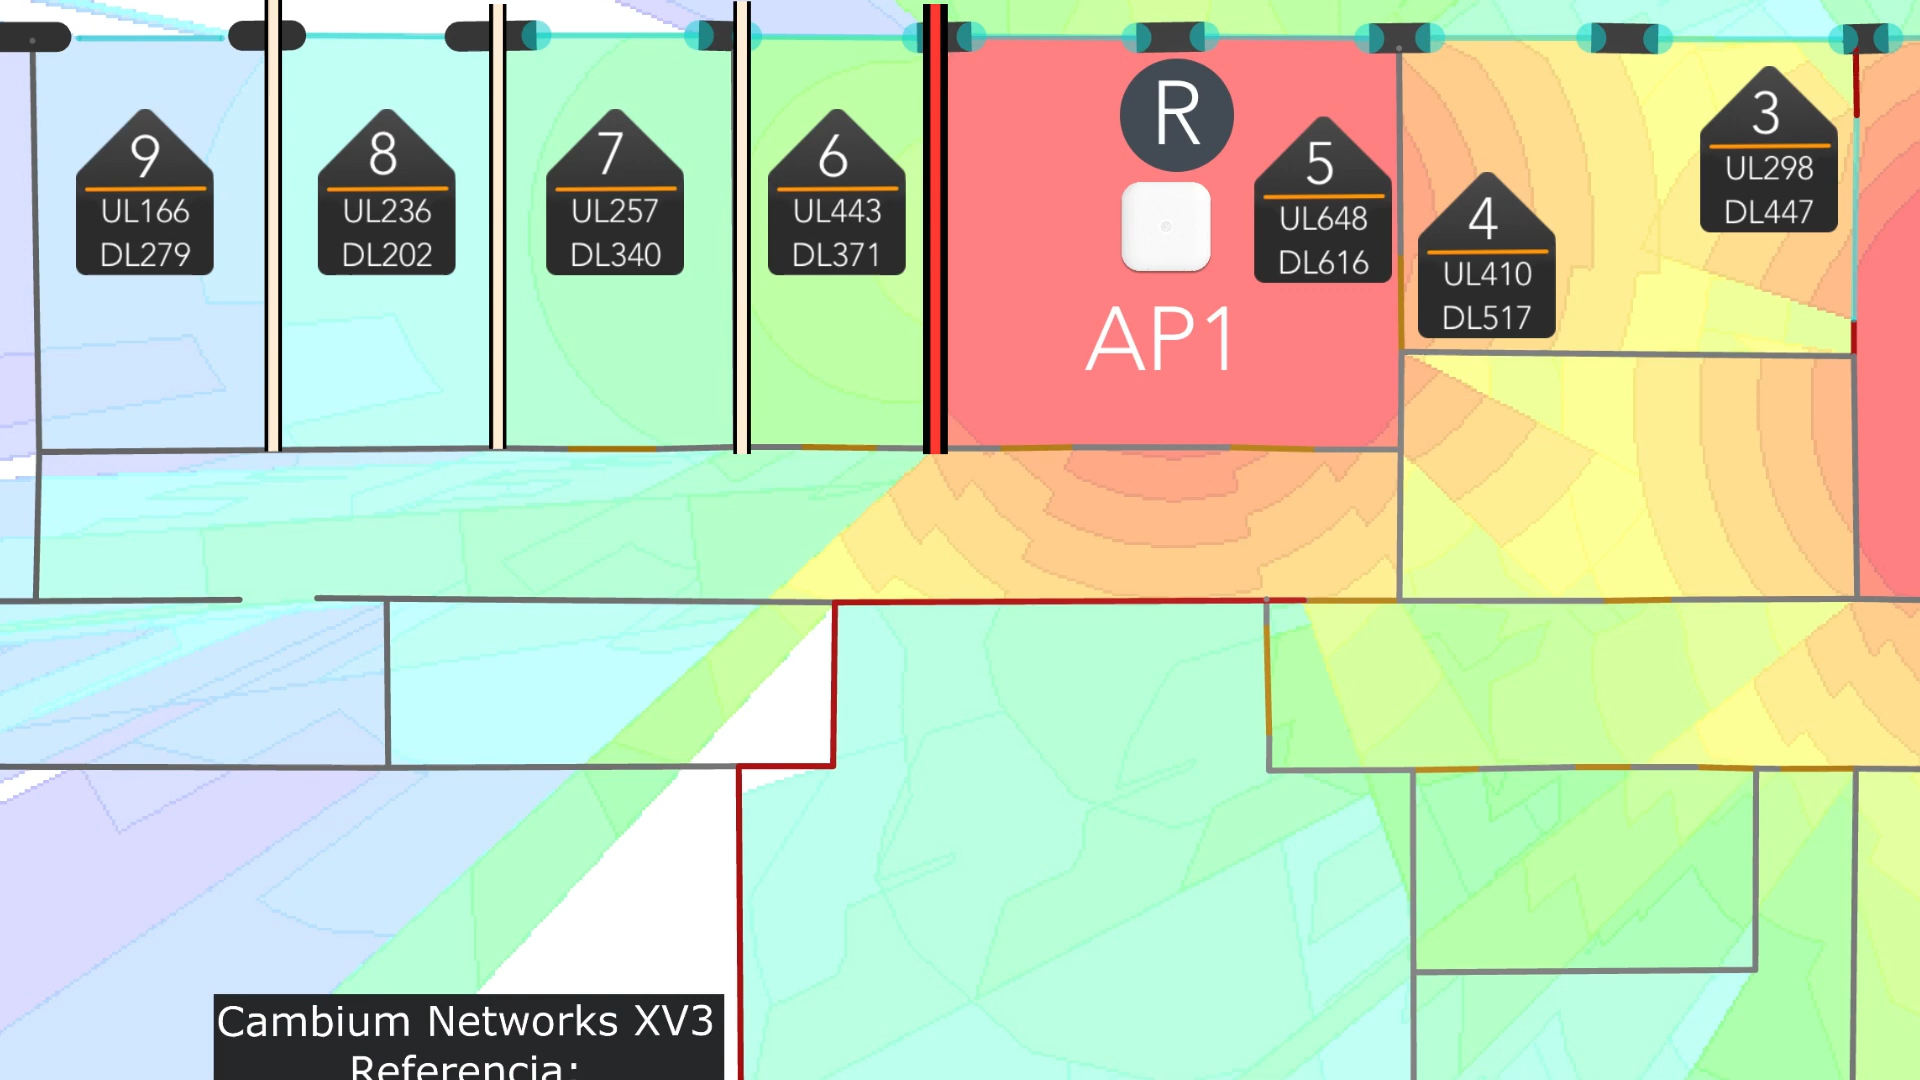 9
UL166
DL279
8
UL236
DL202
7
UL257
DL340
6
UL443
DL371
R
AP1
5
UL648
DL616
4
UL410
DL517
3
UL298
DL447
Cambium Networks XV3
Referencia: